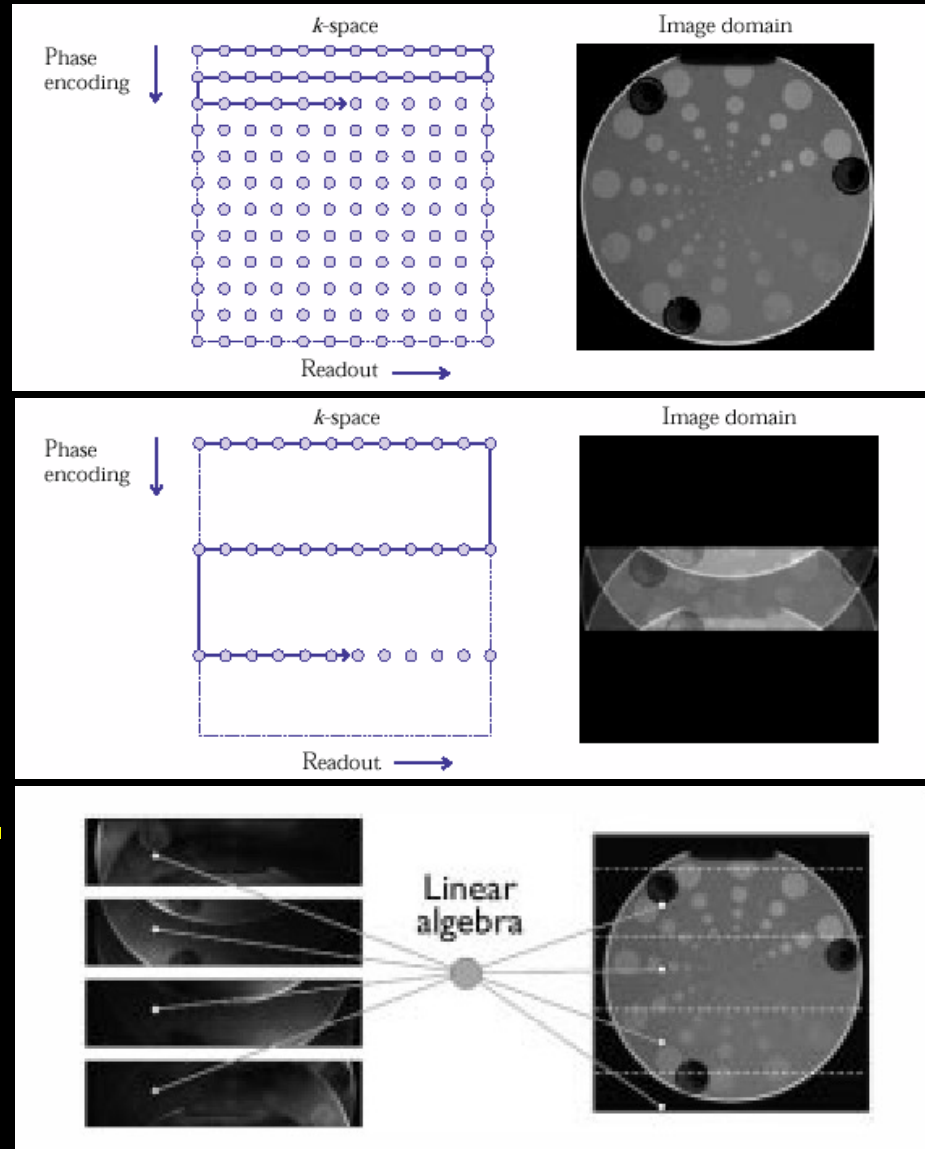 k-space
Image domain
Phase
encoding
Readout
k-space
Image domain
Phase
encoding
Readout
Linear
algebra